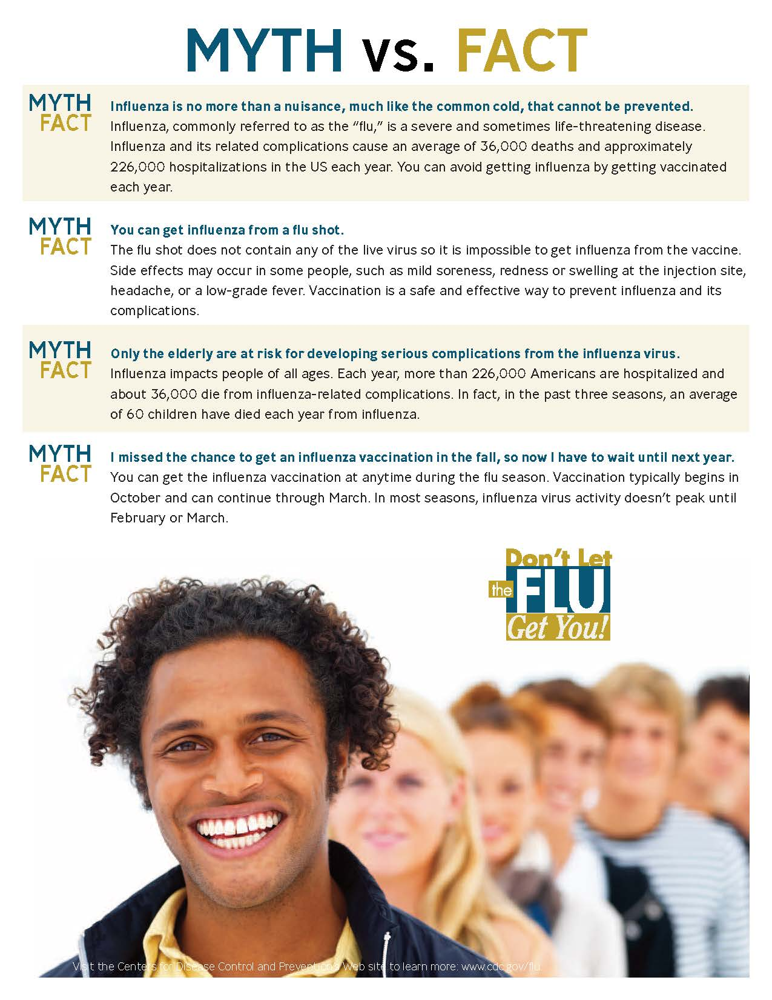 MYTH vs. FACT
MYTH
FACT
Influenza is no more than a nuisance, much like the common cold, that cannot be prevented.
Influenza, commonly referred to as the “flu,” is a severe and sometimes life-threatening disease.
Influenza and its related complications cause an average of 36,000 deaths and approximately
226,000 hospitalizations in the US each year. You can avoid getting influenza by getting vaccinated
each year.
MYTH
FACT
You can get influenza from a flu shot.
The flu shot does not contain any of the live virus so it is impossible to get influenza from the vaccine.
Side effects may occur in some people, such as mild soreness, redness or swelling at the injection site,
headache, or a low-grade fever. Vaccination is a safe and effective way to prevent influenza and its
complications.
MYTH
FACT
Only the elderly are at risk for developing serious complications from the influenza virus.
Influenza impacts people of all ages. Each year, more than 226,000 Americans are hospitalized and
about 36,000 die from influenza-related complications. In fact, in the past three seasons, an average
of 60 children have died each year from influenza.
MYTH
FACT
I missed the chance to get an influenza vaccination in the fall, so now I have to wait until next year.
You can get the influenza vaccination at anytime during the flu season. Vaccination typically begins in
October and can continue through March. In most seasons, influenza virus activity doesn’t peak until
February or March.
Don’t Let
the FLU
Get You!
Visit the Centers for Disease Control and Prevention’s Web site to learn more: www.cdc.gov/flu.